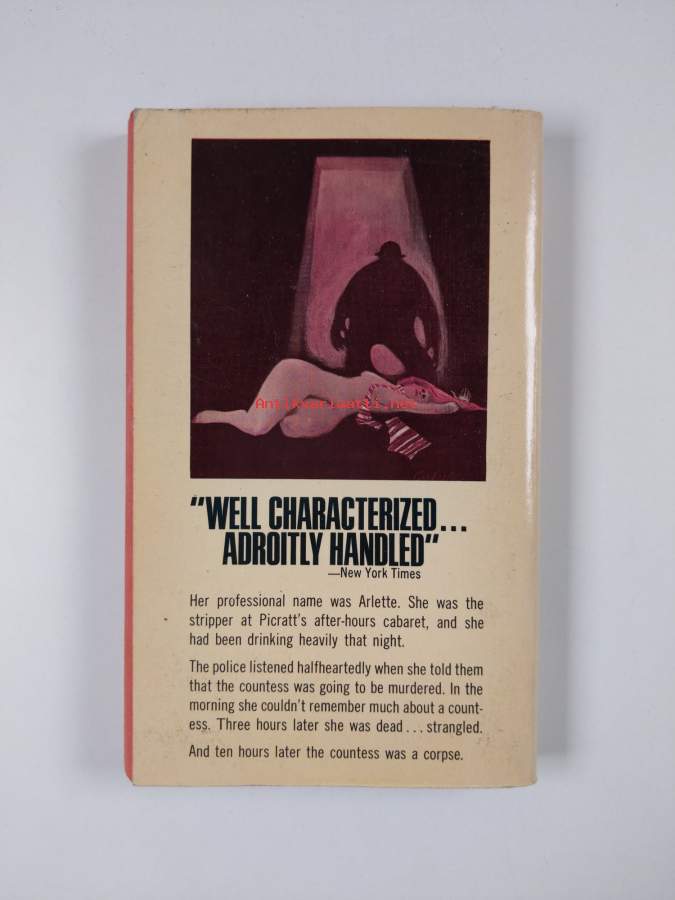 Antikvariaatti.net
"WELL CHARACTERIZED...
ADROITLY HANDLED"
—New York Times
Her professional name was Arlette. She was the
stripper at Picratt's after-hours cabaret, and she
had been drinking heavily that night.
The police listened halfheartedly when she told them
that the countess was going to be murdered. In the
morning she couldn't remember much about a count-
ess. Three hours later she was dead...strangled.
And ten hours later the countess was a corpse.